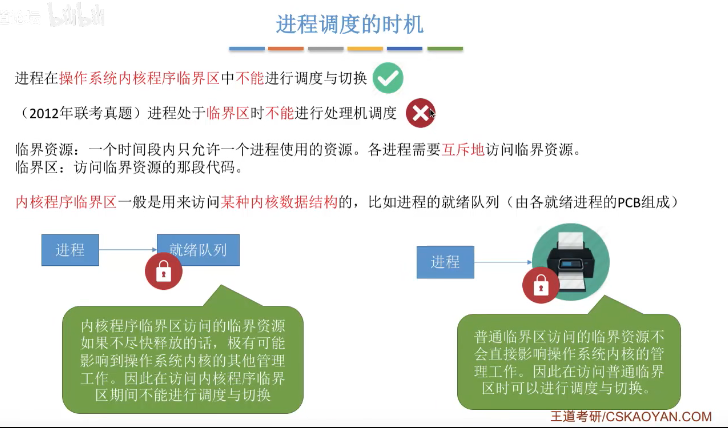 bilibili
进程调度的时机
进程在操作系统内核程序临界区中不能进行调度与切换
（2012年联考真题）进程处于临界区时不能进行处理机调度
临界资源：一个时间段内只允许一个进程使用的资源。各进程需要互斥地访问临界资源。
临界区：访问临界资源的那段代码。
内核程序临界区一般是用来访问某种内核数据结构的，比如进程的就绪队列（由各就绪进程的PCB组成）
进程
就绪队列
内核程序临界区访问的临界资源
如果不尽快释放的话，极有可能
影响到操作系统内核的其他管理
工作。因此在访问内核程序临界
区期间不能进行调度与切换
进程
普通临界区访问的临界资源不
会直接影响操作系统内核的管
理工作。因此在访问普通临界
区时可以进行调度与切换。
王道考研/CSKAOYAN.COM